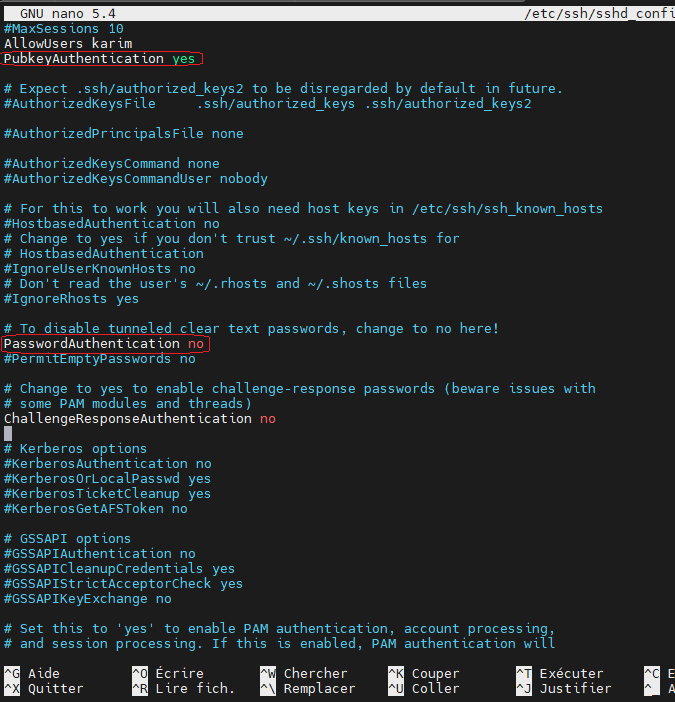 GNU nano 5.4 /etc/ssh/sshd_confi
#MaxSessions 10
AllowUsers karim
PubkeyAuthentication yes
# Expect .ssh/authorized_keys2 to be disregarded by default in future.
#AuthorizedKeysFile .ssh/authorized_keys .ssh/authorized_keys2
#AuthorizedPrincipalsFile none
#AuthorizedKeysCommand none
#AuthorizedKeysCommandUser nobody
# For this to work you will also need host keys in /etc/ssh/ssh_known_hosts
#HostbasedAuthentication no
# Change to yes if you don't trust ~/.ssh/known_hosts for
# HostbasedAuthentication
#IgnoreUserKnownHosts no
# Don't read the user's ~/.rhosts and ~/.shosts files
#IgnoreRhosts yes
# To disable tunneled clear text passwords, change to no here!
PasswordAuthentication no
#PermitEmptyPasswords no
# Change to yes to enable challenge-response passwords (beware issues with
# some PAM modules and threads)
ChallengeResponseAuthentication no
# Kerberos options
#KerberosAuthentication no
#KerberosOrLocalPasswd yes
#KerberosTicketCleanup yes
#KerberosGetAFSToken no
# GSSAPI options
#GSSAPIAuthentication no
#GSSAPICleanupCredentials yes
#GSSAPIStrictAcceptorCheck yes
#GSSAPIKeyExchange no
# Set this to 'yes' to enable PAM authentication, account processing,
# and session processing. If this is enabled, PAM authentication will
^G Aide ^O Écrire ^W Chercher ^K Couper ^T Exécuter ^C E
^X Quitter ^R Lire fich. ^\ Remplacer ^U Coller ^J Justifier ^_ A